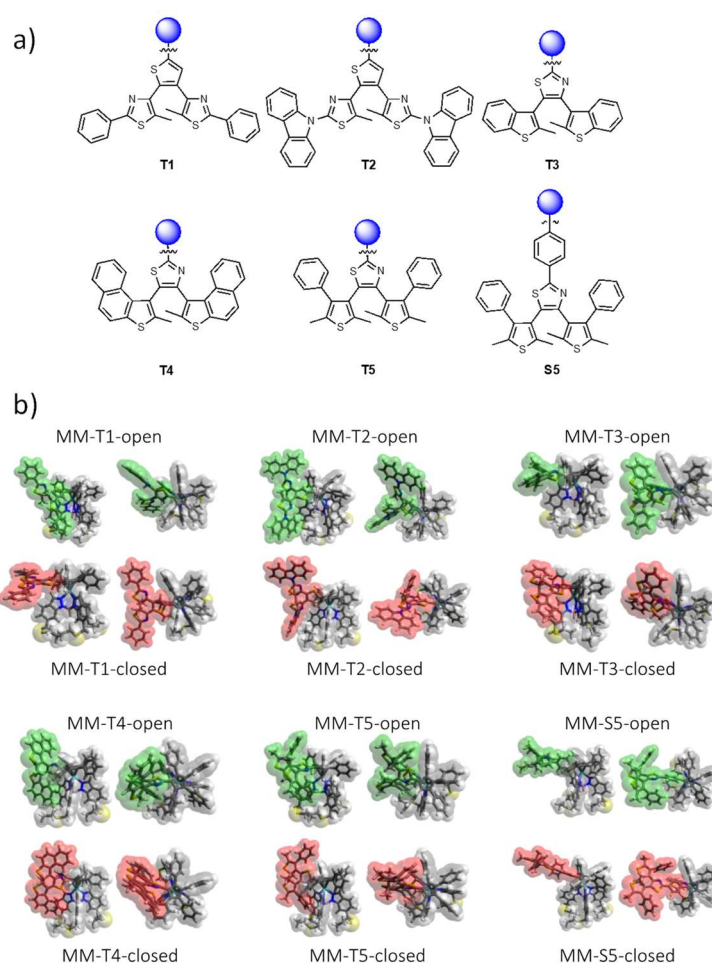 a)
S
N
S
N
S
T1
S
N
N
S
N
S
N
T2
S
N
S
S
T3
S
N
S
S
T4
S
N
S
S
T5
S
N
S
S
S5
b)
MM-T1-open
MM-T2-open
MM-T3-open
MM-T1-closed
MM-T2-closed
MM-T3-closed
MM-T4-open
MM-T5-open
MM-S5-open
MM-T4-closed
MM-T5-closed
MM-S5-closed